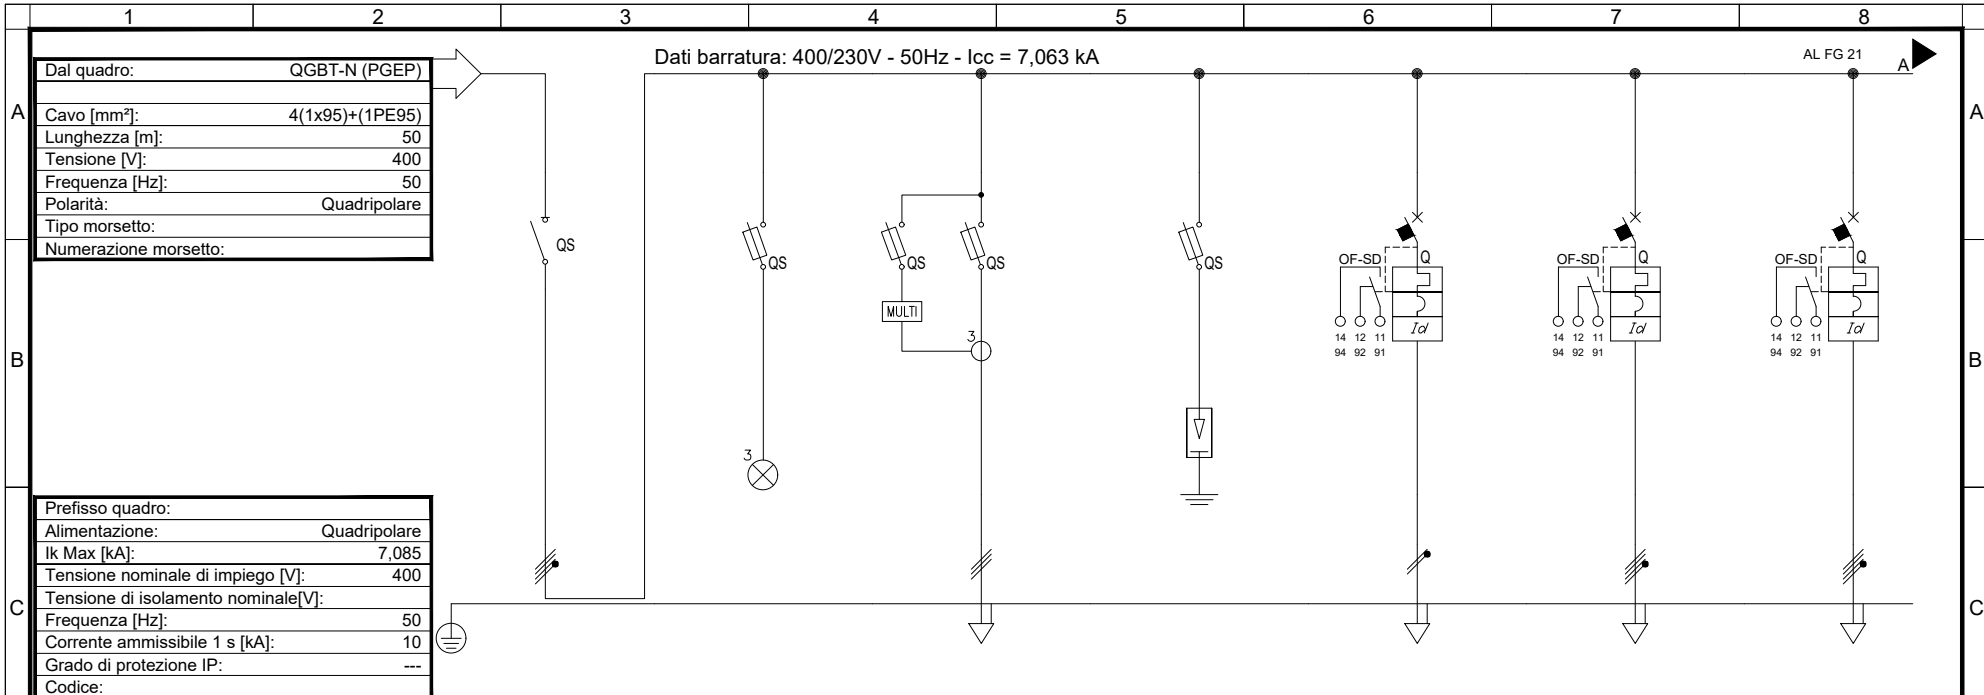 1 2 3 4 5 6 7 8
Dati barratura: 400/230V - 50Hz - Icc = 7,063 kA
AL FG 21
A
A
A
Dal quadro: QGBT-N (PGEP)
Cavo [mm²]: 4(1x95)+(1PE95)
Lunghezza [m]: 50
Tensione [V]: 400
Frequenza [Hz]: 50
Polarità: Quadripolare
Tipo morsetto:
Numerazione morsetto:
QS
QS
QS
QS
QS
MULTI
3
3
OF-SD Q
Id
14 12 11
94 92 91
OF-SD Q
Id
14 12 11
94 92 91
OF-SD Q
Id
14 12 11
94 92 91
B
B
Prefisso quadro:
Alimentazione: Quadripolare
Ik Max [kA]: 7,085
Tensione nominale di impiego [V]: 400
Tensione di isolamento nominale[V]:
Frequenza [Hz]: 50
Corrente ammissibile 1 s [kA]: 10
Grado di protezione IP: ---
Codice:
C
C